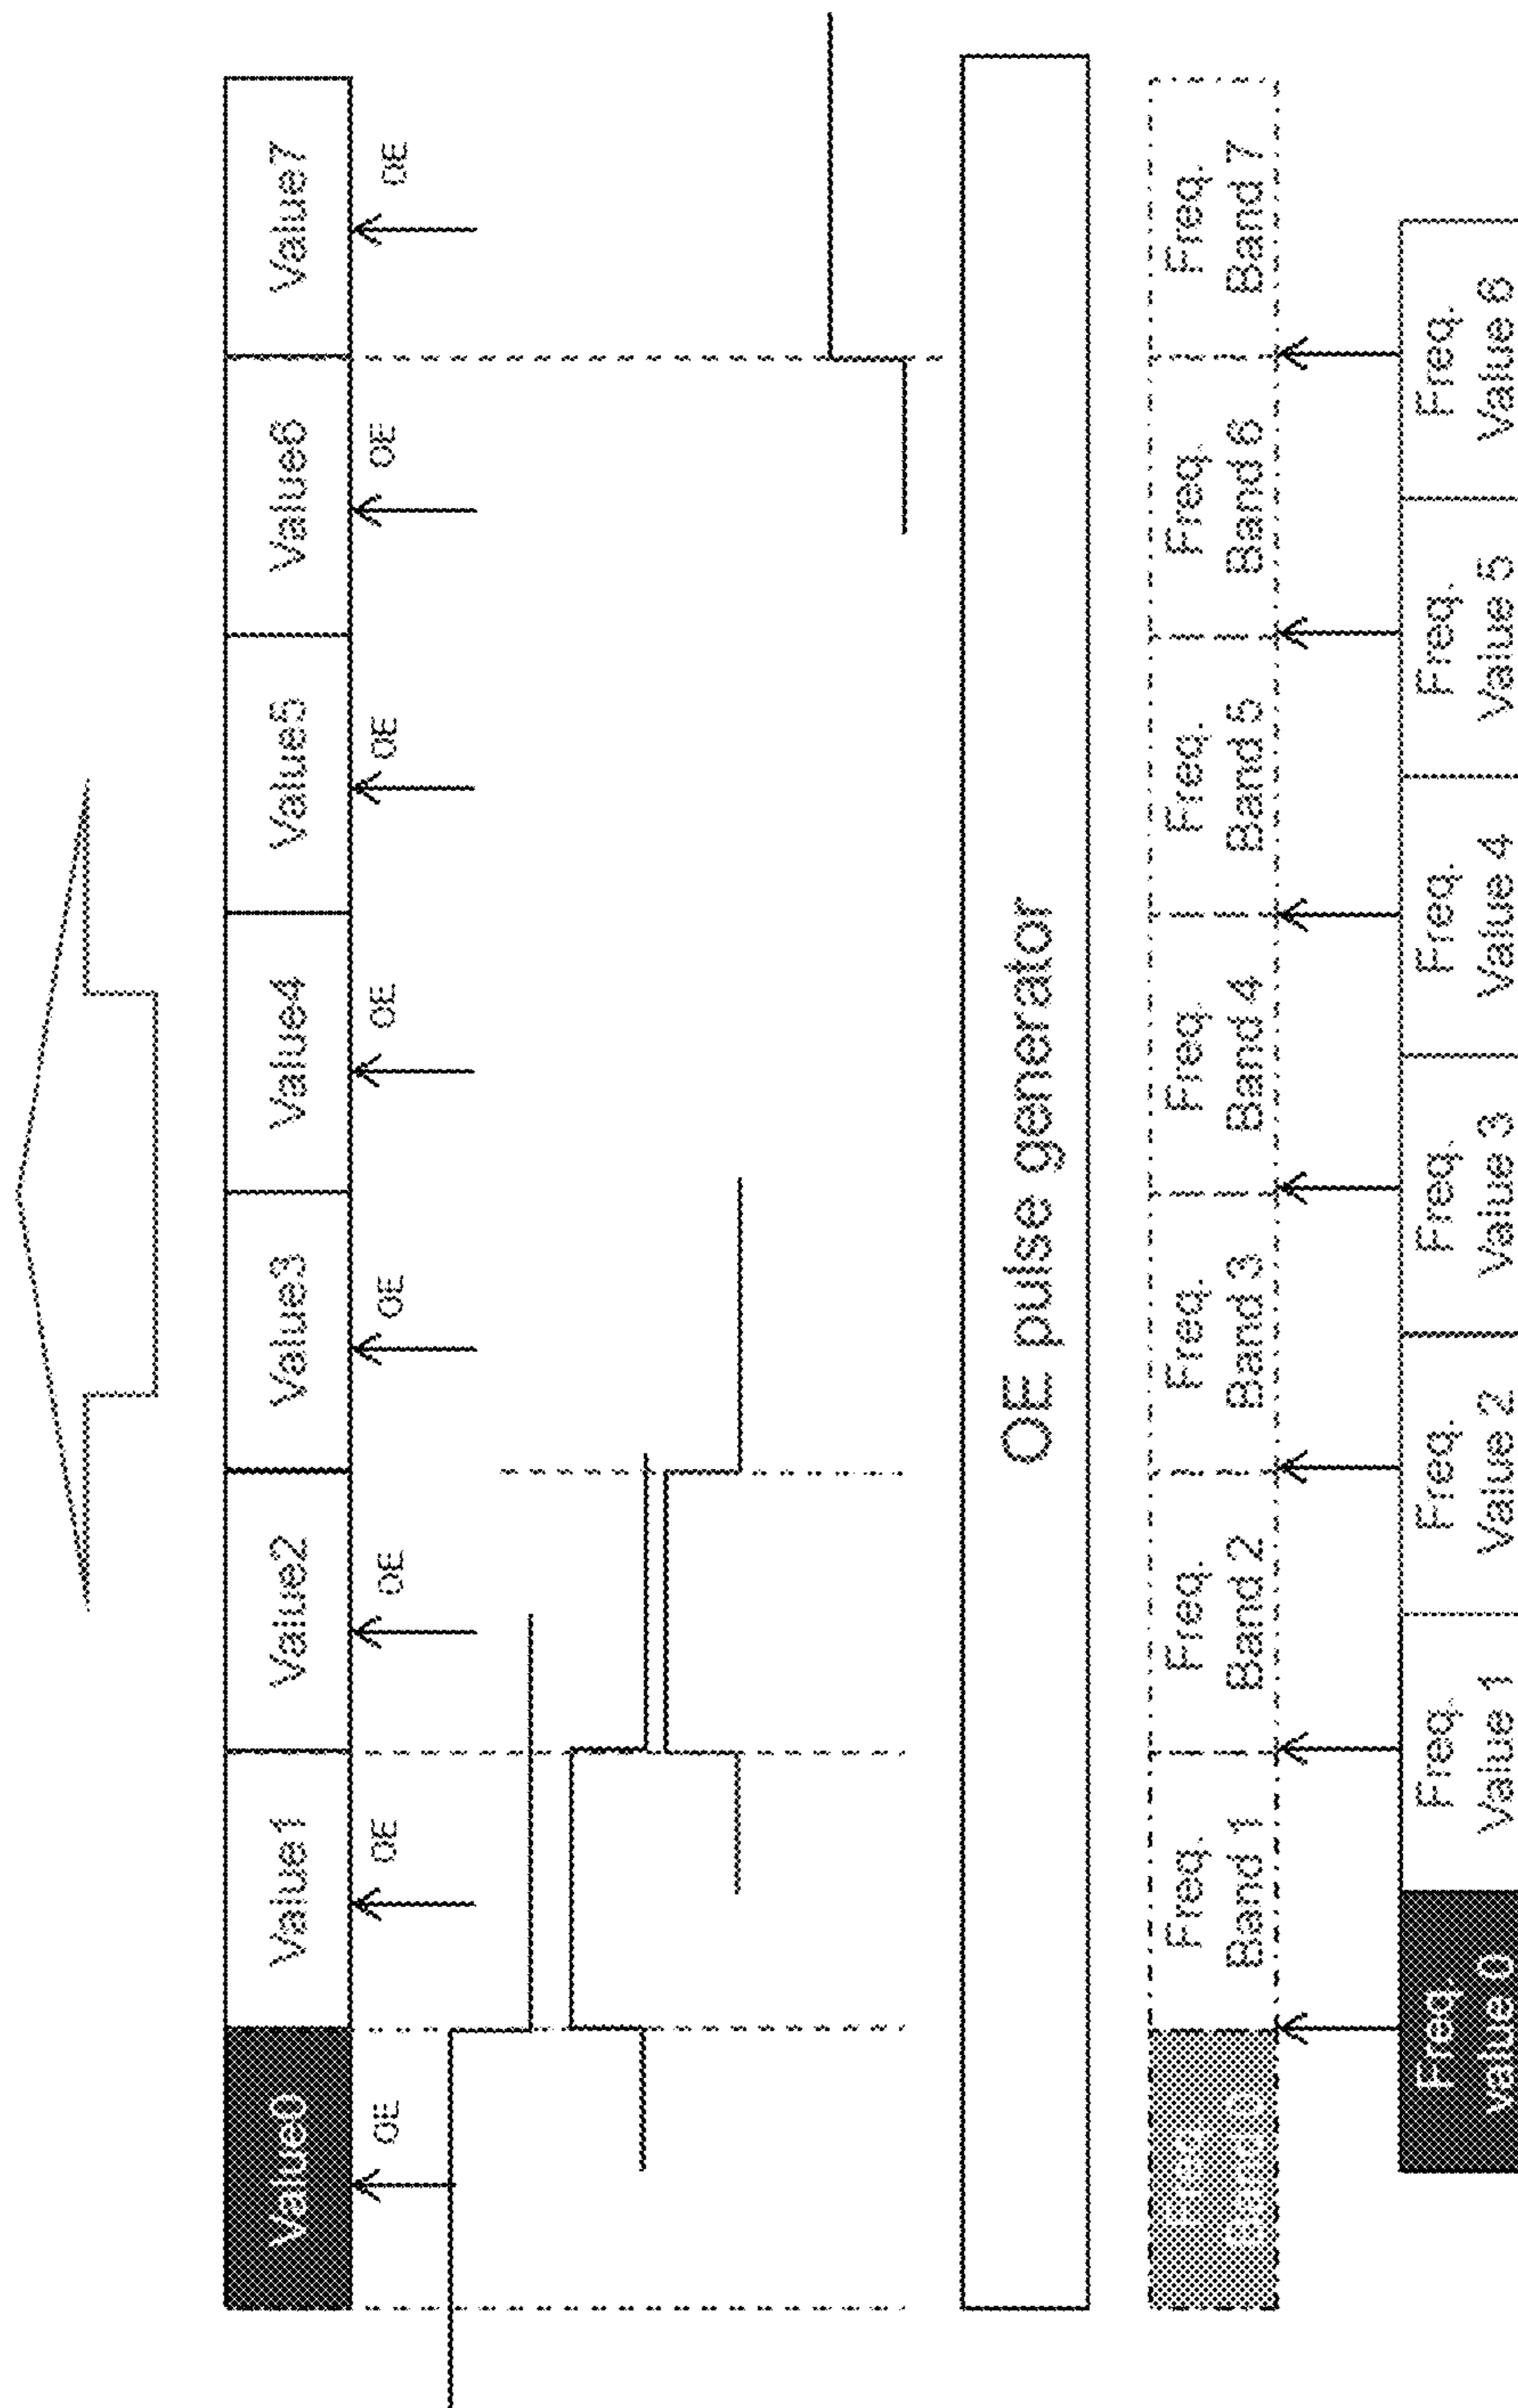 Value0
Value1
Value2
Value3
Value4
Value5
Value6
Value7
OE
OE
OE
OE
OE
OE
OE
OE
OE pulse generator
Freq.
Band 1
Freq.
Band 2
Freq.
Band 3
Freq.
Band 4
Freq.
Band 5
Freq.
Band 6
Freq.
Band 7
Freq.
value 0
Freq.
Value 1
Freq.
Value 2
Freq.
Value 3
Freq.
Value 4
Freq.
Value 5
Freq.
Value 6